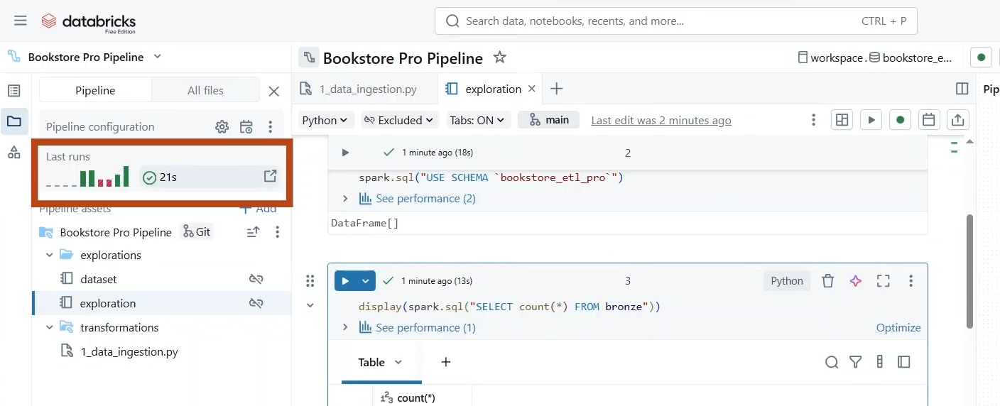 databricks
Free Edition
Search data, notebooks, recents, and more...
CTRL + P
Bookstore Pro Pipeline
Bookstore Pro Pipeline
workspace.
bookstore_e...
Pipeline
All files
1_data_ingestion.py
exploration
Pip
Pipeline configuration
Python
Excluded
Tabs: ON
main
Last edit was 2 minutes ago
Last runs
21s
1 minute ago (18s)
2
spark.sql("USE SCHEMA `bookstore_etl_pro`")
See performance (2)
DataFrame[]
Pipeline assets
Add
Bookstore Pro Pipeline
Git
explorations
dataset
exploration
transformations
1_data_ingestion.py
1 minute ago (13s)
3
Python
display(spark.sql("SELECT count(*) FROM bronze"))
See performance (1)
Optimize
Table
123 count(*)